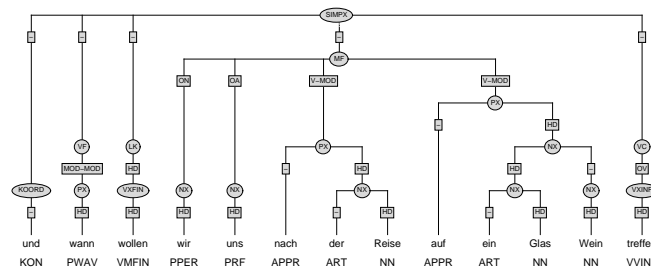 SIMPX
– – – – –
MF
ON OA V–MOD V–MOD
PX
– HD
VF LK PX NX VC
MOD–MOD HD – HD HD – OV
KOORD PX VXFIN NX NX NX NX NX VXINF
– HD HD HD HD – HD – HD HD HD
und wann wollen wir uns nach der Reise auf ein Glas Wein treffe
KON PWAV VMFIN PPER PRF APPR ART NN APPR ART NN NN VVIN